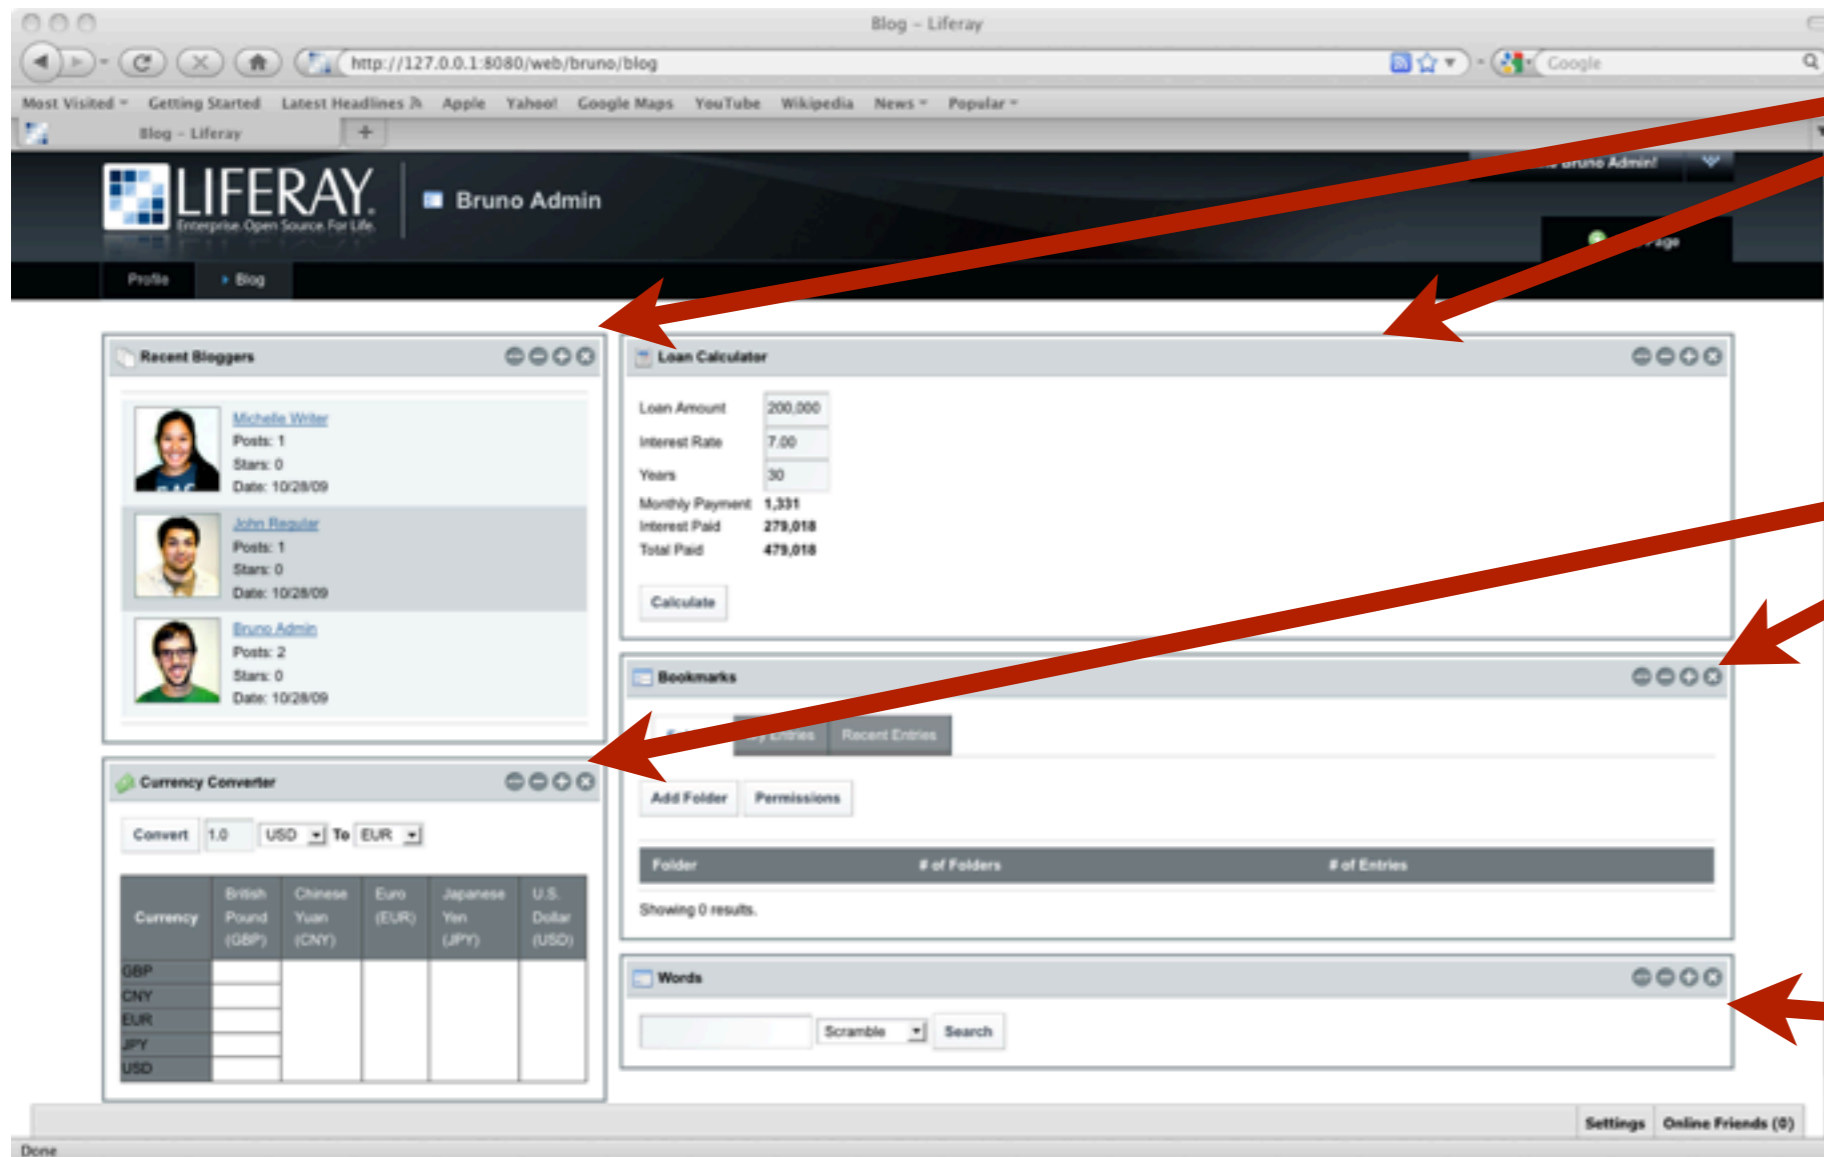 Blog – Liferay
http://127.0.0.1:8080/web/bruno/blog
Google
Most Visited Getting Started Latest Headlines Apple Yahoo! Google Maps YouTube Wikipedia News Popular
Blog – Liferay
LIFERAY.
Enterprise. Open Source. For Life.
Bruno Admin
Bruno Admin!
Page
Profile Blog
Recent Bloggers
Michelle Writer
Posts: 1
Stars: 0
Date: 10/28/09
John Regular
Posts: 1
Stars: 0
Date: 10/28/09
Bruno Admin
Posts: 2
Stars: 0
Date: 10/28/09
Currency Converter
Convert 1.0 USD To EUR
Currency British Pound (GBP) Chinese Yuan (CNY) Euro (EUR) Japanese Yen (JPY) U.S. Dollar (USD)
GBP
CNY
EUR
JPY
USD
Loan Calculator
Loan Amount 200,000
Interest Rate 7.00
Years 30
Monthly Payment 1,331
Interest Paid 279,018
Total Paid 479,018
Calculate
Bookmarks
Entries Recent Entries
Add Folder Permissions
Folder # of Folders # of Entries
Showing 0 results.
Words
Scramble Search
Settings Online Friends (0)
Done